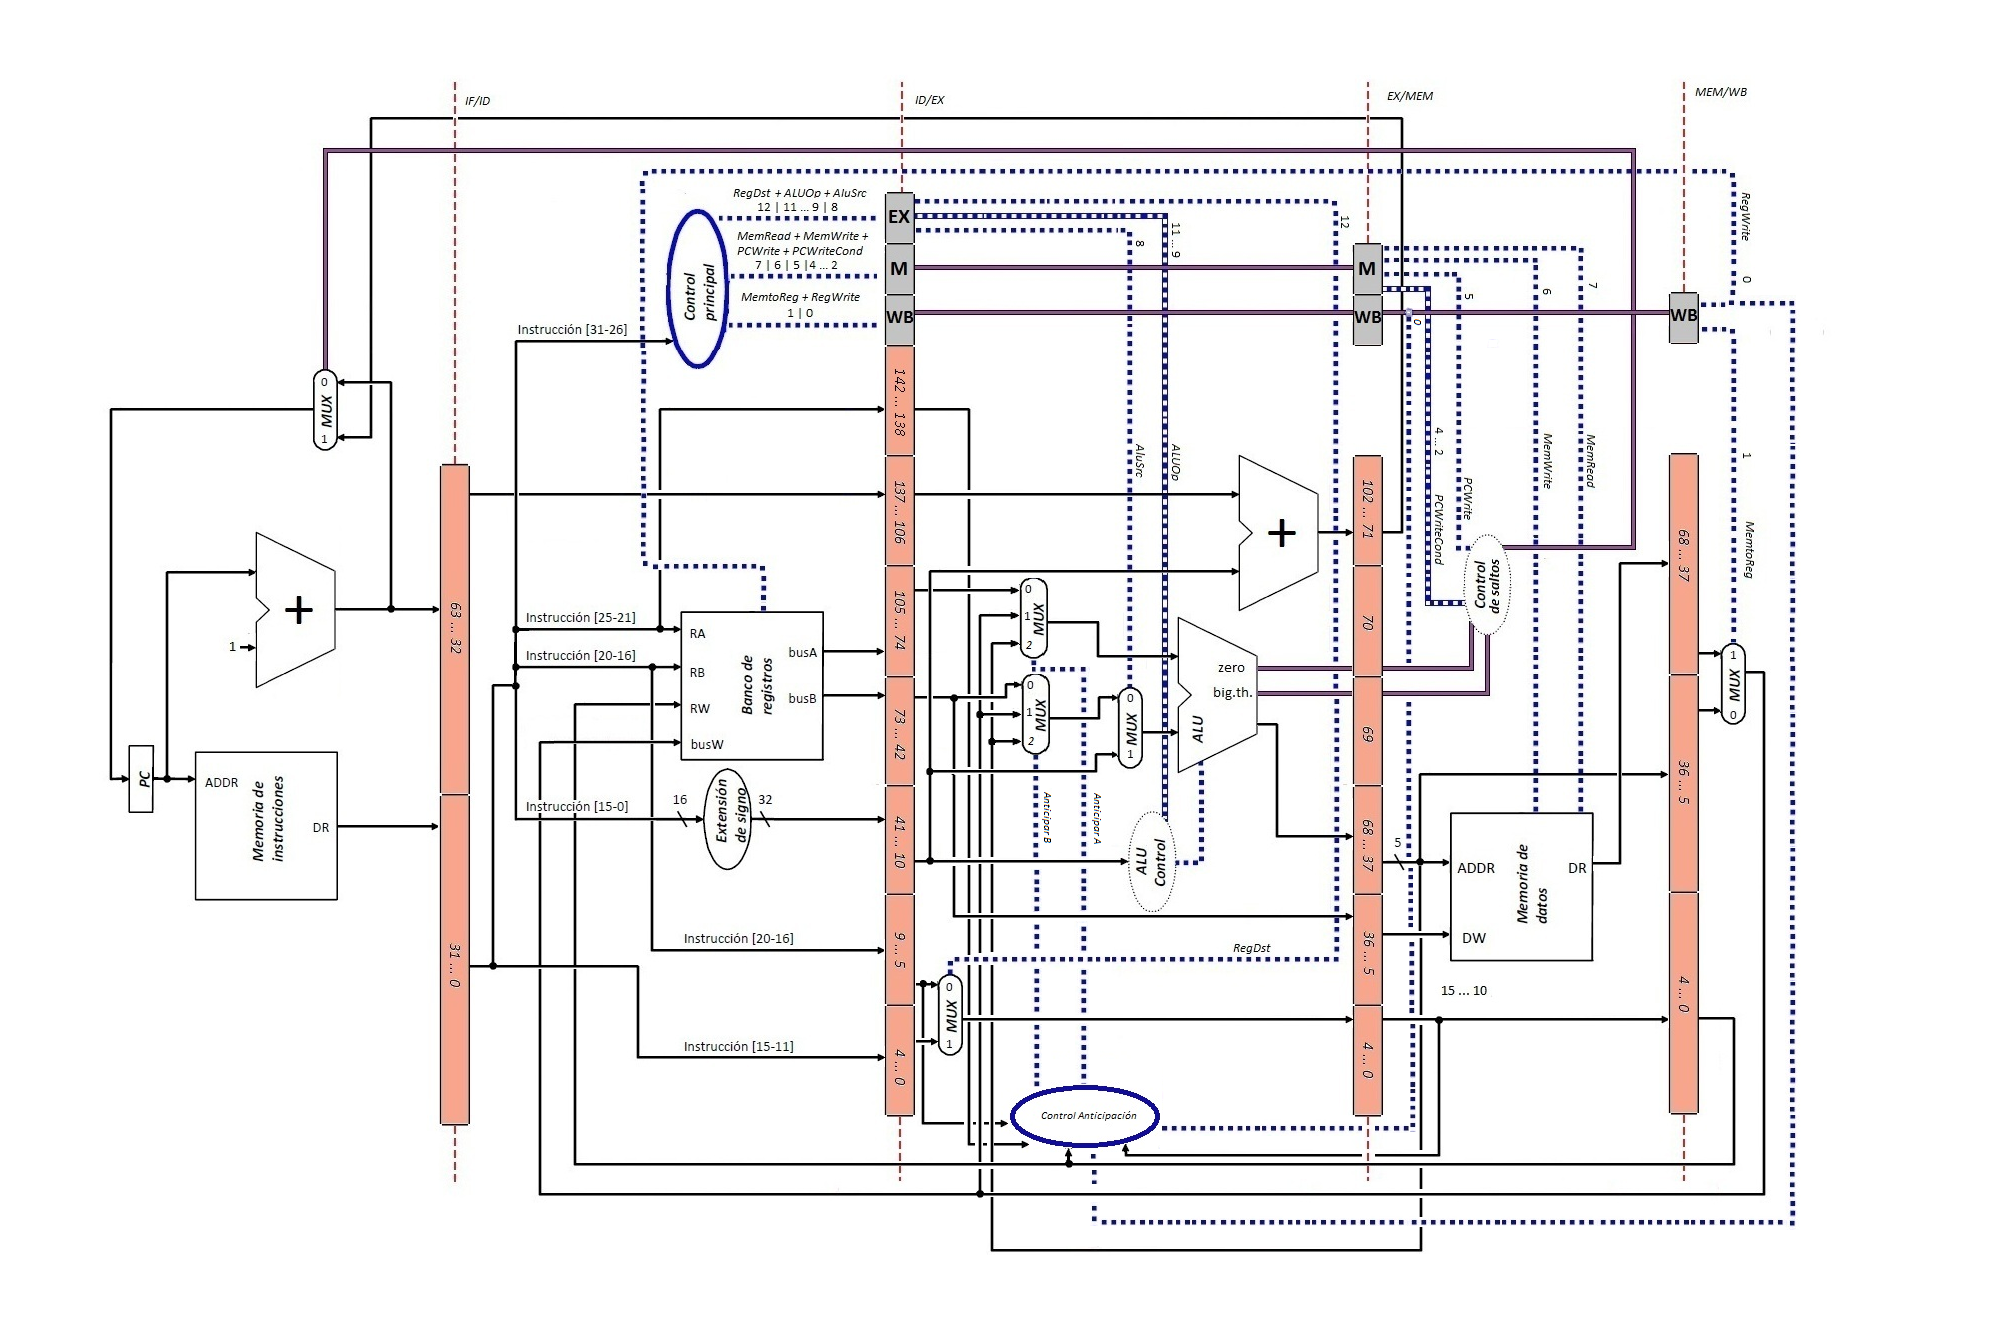 IF/ID
ID/EX
EX/MEM
MEM/WB
RegDst + ALUOp + AluSrc
12 | 11 ... 9 | 8
MemRead + MemWrite +
PCWrite + PCWriteCond
7 | 6 | 5 |4 ... 2
MemtoReg + RegWrite
1 | 0
Control
principal
EX
M
WB
M
WB
WB
12
11 ... 9
8
7
6
5
0
4 ... 2
RegWrite
0
1
MemtoReg
AluSrc
ALUOp
PCWriteCond
PCWrite
MemWrite
MemRead
Instrucción [31-26]
0
MUX
1
+
1
PC
ADDR
Memoria de
instrucciones
DR
63 ... 32
31 ... 0
Instrucción [25-21]
Instrucción [20-16]
RA
RB
RW
busW
Banco de
registros
busA
busB
Instrucción [15-0]
16
Extensión
de signo
32
Instrucción [20-16]
Instrucción [15-11]
142 ... 138
137 ... 106
105 ... 74
73 ... 42
41 ... 10
9 ... 5
4 ... 0
0
1
2
MUX
0
1
2
MUX
0
MUX
1
Anticipar B
Anticipar A
+
zero
big.th.
ALU
ALU
Control
RegDst
0
MUX
1
Control Anticipación
102 ... 71
70
69
68 ... 37
36 ... 5
4 ... 0
Control
de saltos
5
ADDR
DW
Memoria de
datos
DR
15 ... 10
68 ... 37
36 ... 5
4 ... 0
1
MUX
0